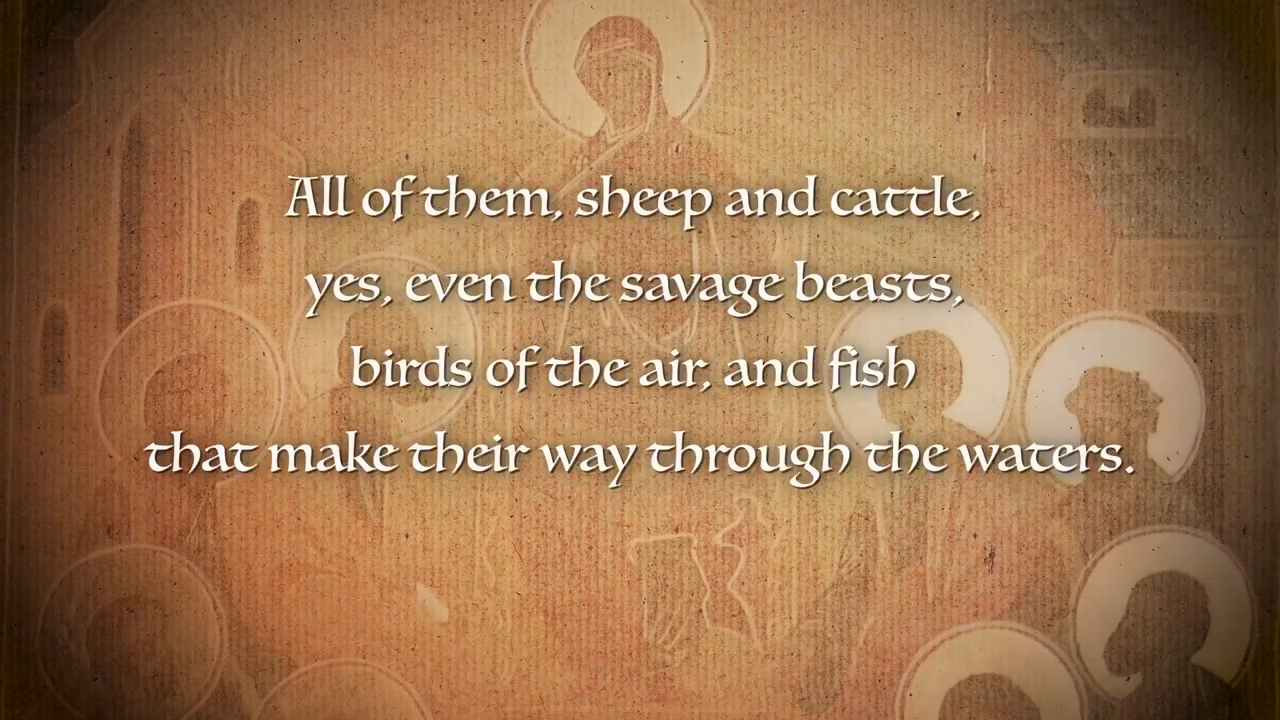 All of them, sheep and cattle,
yes, even the savage beasts,
birds of the air, and fish
that make their way through the waters.